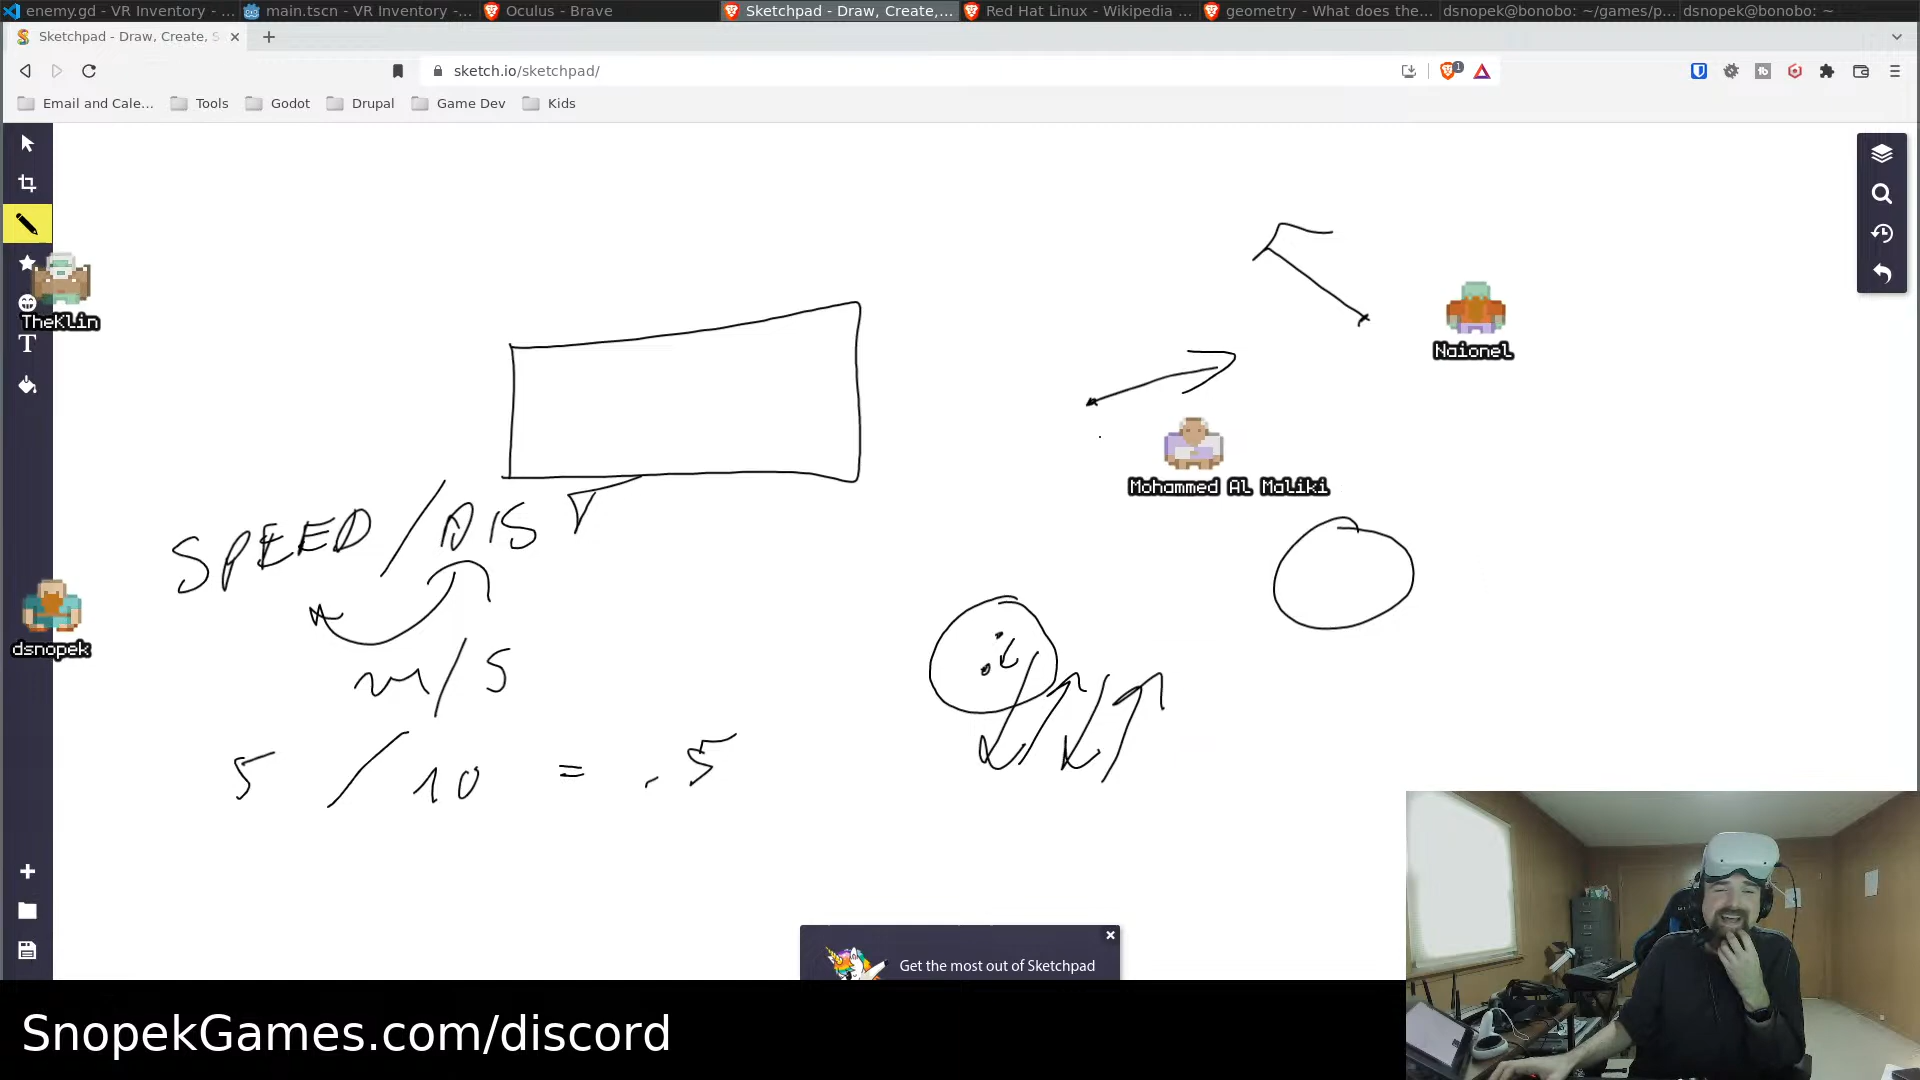 enemy.gd - VR Inventory - ...
main.tscn - VR Inventory -...
Oculus - Brave
Sketchpad - Draw, Create,...
Red Hat Linux - Wikipedia ...
geometry - What does the...
dsnopek@bonobo: ~/games/p...
dsnopek@bonobo: ~
Sketchpad - Draw, Create, S
sketch.io/sketchpad/
1
Email and Cale...
Tools
Godot
Drupal
Game Dev
Kids
T
TheKlin
Naionel
Mohammed Al Maliki
dsnopek
SPEED/DIST
m/s
5 / 10 = .5
Get the most out of Sketchpad
SnopekGames.com/discord